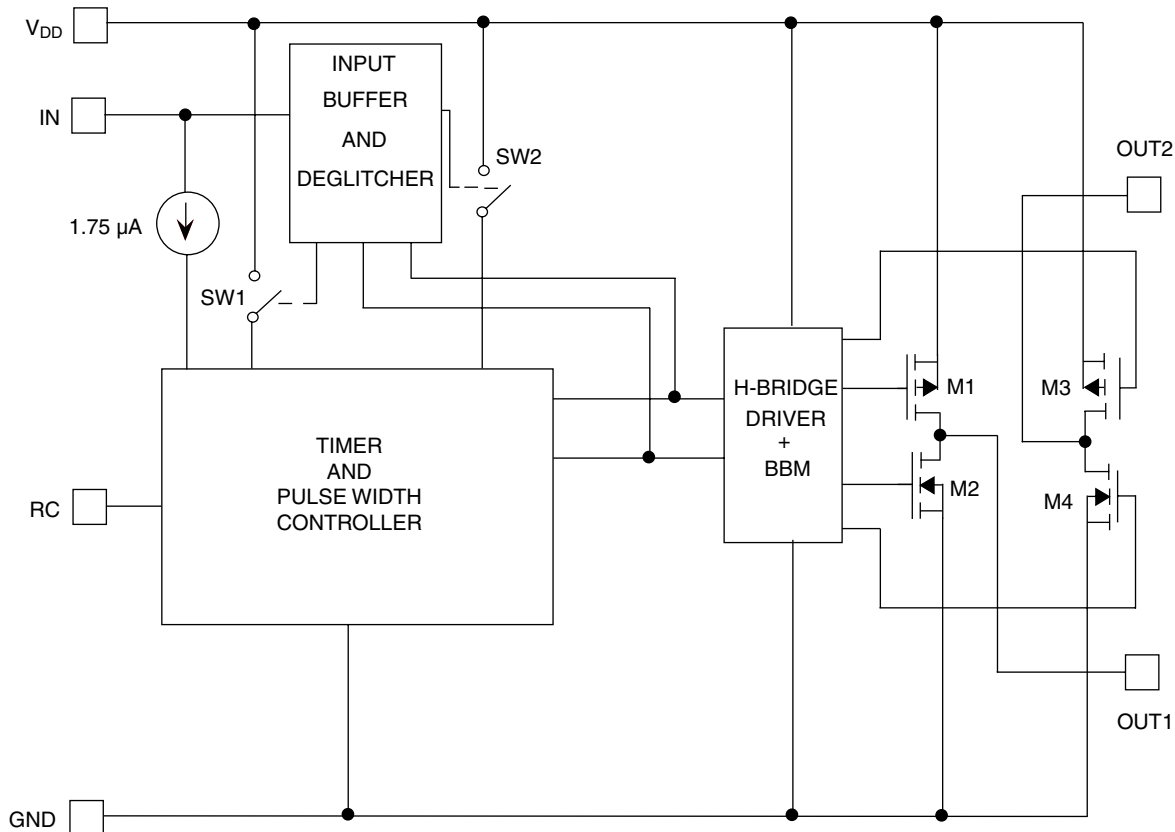 VDD
INPUT
BUFFER
AND
DEGLITCHER
IN
SW2
OUT2
1.75 µA
SW1
H-BRIDGE
DRIVER
+
BBM
M1
M3
M2
M4
TIMER
AND
PULSE WIDTH
CONTROLLER
RC
OUT1
GND